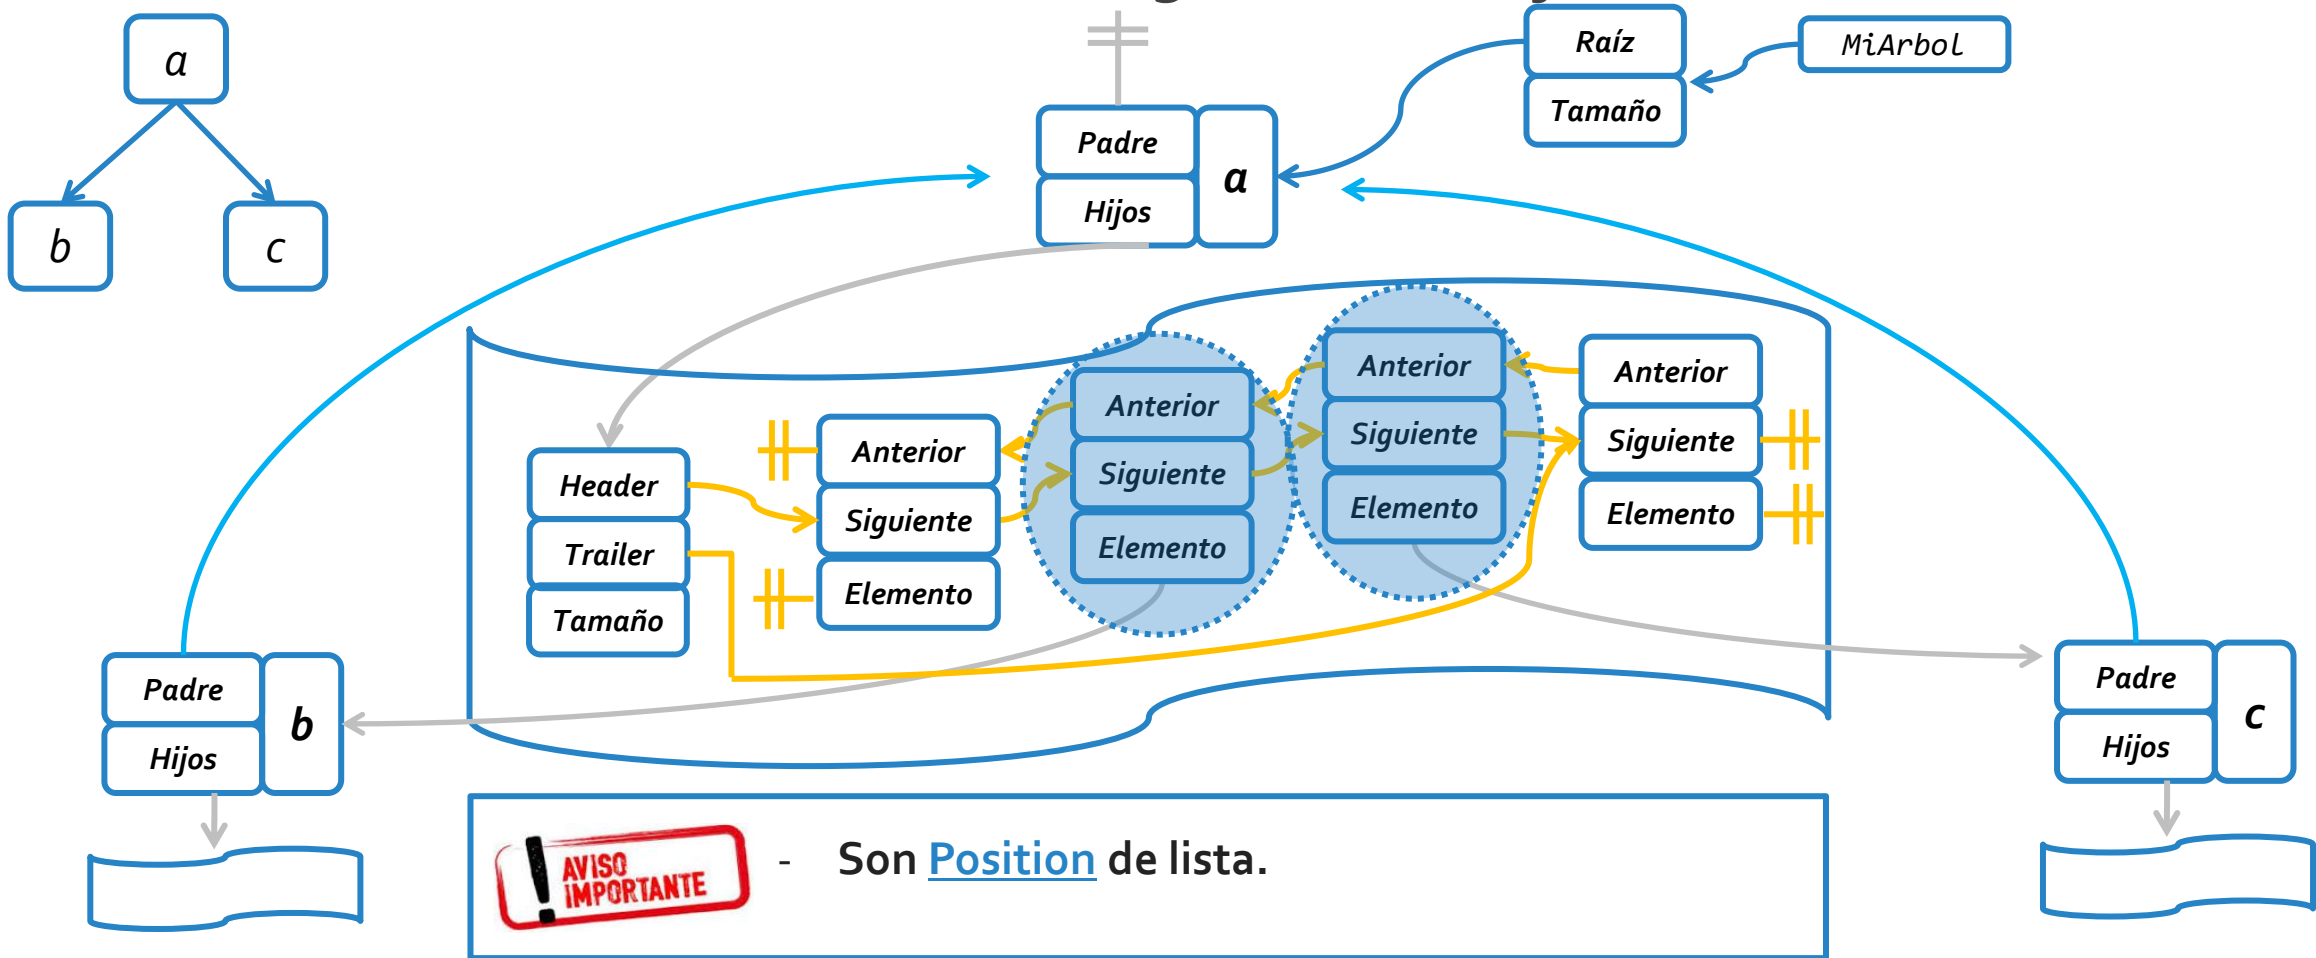 a
b
c
Raíz
Tamaño
MiArbol
Padre
Hijos
a
Header
Trailer
Tamaño
Anterior
Siguiente
Elemento
Anterior
Siguiente
Elemento
Anterior
Siguiente
Elemento
Anterior
Siguiente
Elemento
Padre
Hijos
b
Padre
Hijos
c
AVISO
IMPORTANTE
- Son Position de lista.